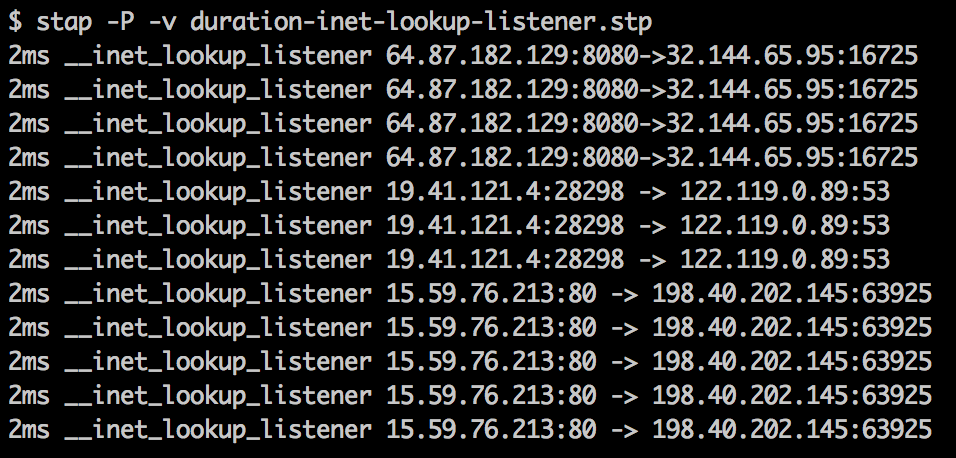 $ stap -P -v duration-inet-lookup-listener.stp
2ms __inet_lookup_listener 64.87.182.129:8080->32.144.65.95:16725
2ms __inet_lookup_listener 64.87.182.129:8080->32.144.65.95:16725
2ms __inet_lookup_listener 64.87.182.129:8080->32.144.65.95:16725
2ms __inet_lookup_listener 64.87.182.129:8080->32.144.65.95:16725
2ms __inet_lookup_listener 19.41.121.4:28298 -> 122.119.0.89:53
2ms __inet_lookup_listener 19.41.121.4:28298 -> 122.119.0.89:53
2ms __inet_lookup_listener 19.41.121.4:28298 -> 122.119.0.89:53
2ms __inet_lookup_listener 15.59.76.213:80 -> 198.40.202.145:63925
2ms __inet_lookup_listener 15.59.76.213:80 -> 198.40.202.145:63925
2ms __inet_lookup_listener 15.59.76.213:80 -> 198.40.202.145:63925
2ms __inet_lookup_listener 15.59.76.213:80 -> 198.40.202.145:63925
2ms __inet_lookup_listener 15.59.76.213:80 -> 198.40.202.145:63925